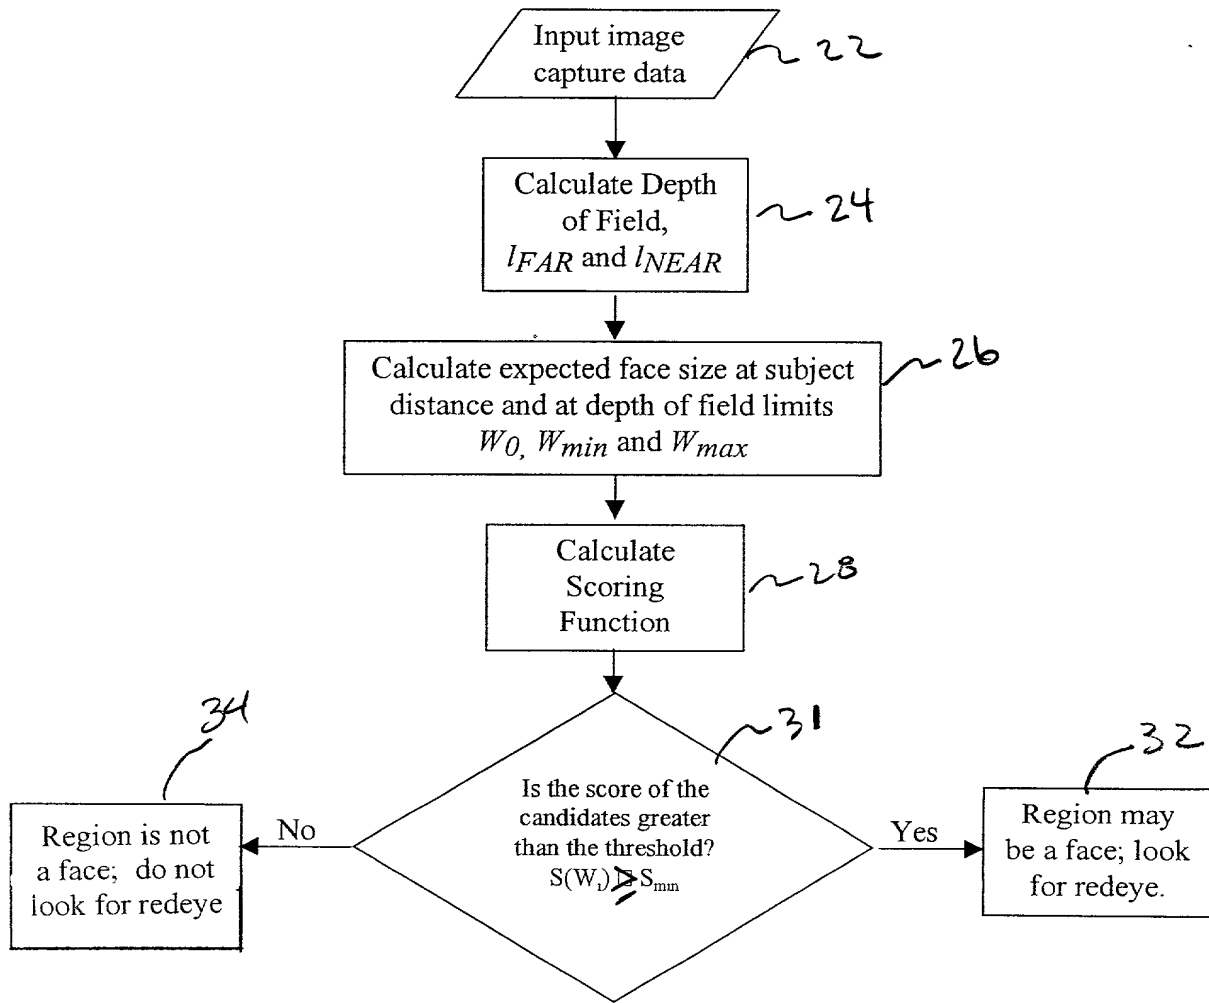 Input image
capture data
22
Calculate Depth
of Field,
lFAR and lNEAR
24
Calculate expected face size at subject
distance and at depth of field limits
W0, Wmin and Wmax
26
Calculate
Scoring
Function
28
Is the score of the
candidates greater
than the threshold?
S(Wi) ≥ Smin
31
No
Yes
34
Region is not
a face; do not
look for redeye
32
Region may
be a face; look
for redeye.